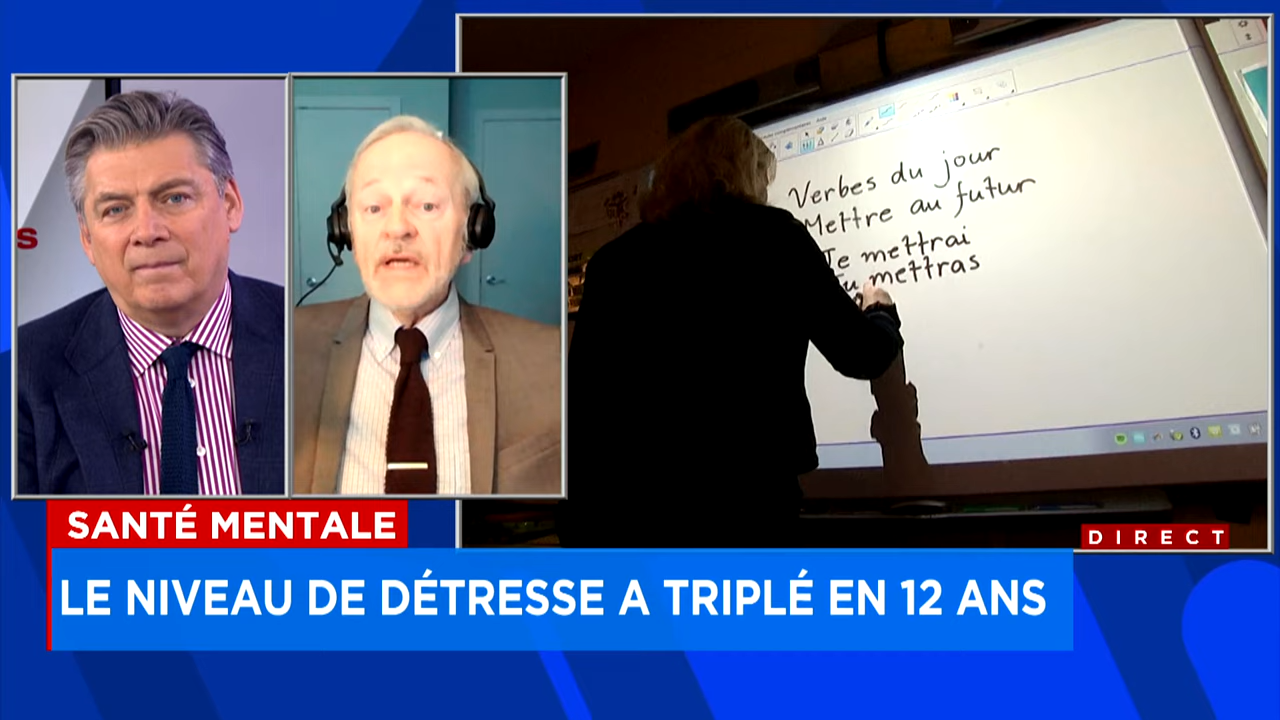 s
Verbes du jour
Mettre au futur
Je mettrai
Tu mettras
DIRECT
SANTÉ MENTALE
LE NIVEAU DE DÉTRESSE A TRIPLÉ EN 12 ANS